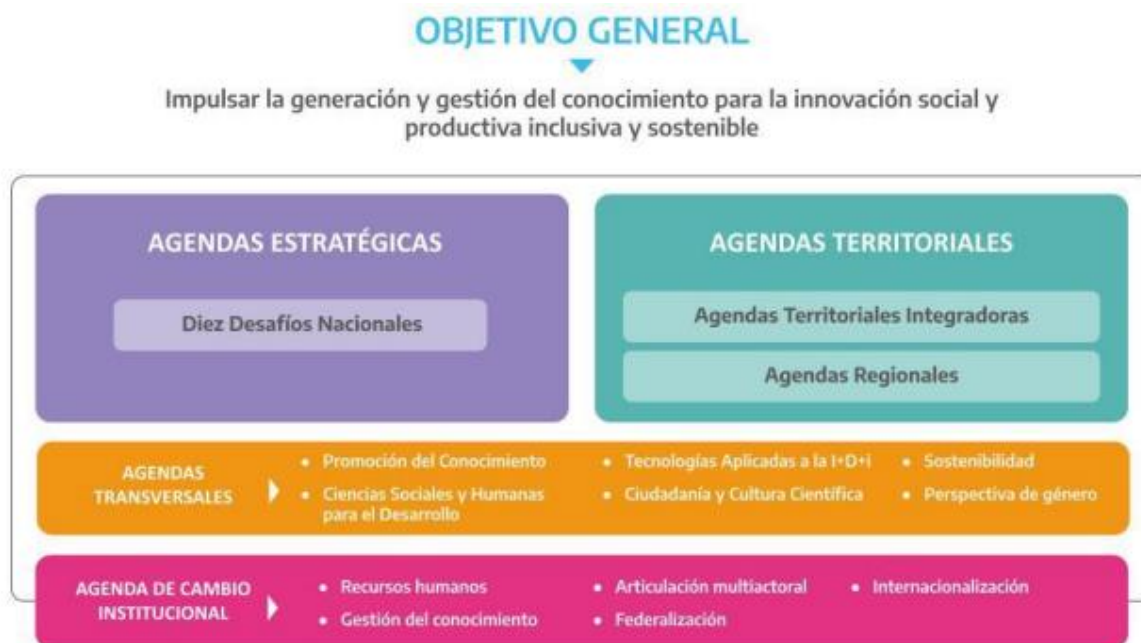 OBJETIVO GENERAL
Impulsar la generación y gestión del conocimiento para la innovación social y
productiva inclusiva y sostenible
AGENDAS ESTRATÉGICAS
Diez Desafíos Nacionales
AGENDAS TERRITORIALES
Agendas Territoriales Integradoras
Agendas Regionales
AGENDAS
TRANSVERSALES
• Promoción del Conocimiento
• Ciencias Sociales y Humanas
para el Desarrollo
• Tecnologías Aplicadas a la I+D+i
• Ciudadanía y Cultura Científica
• Sostenibilidad
• Perspectiva de género
AGENDA DE CAMBIO
INSTITUCIONAL
• Recursos humanos
• Gestión del conocimiento
• Articulación multiactoral
• Federalización
• Internacionalización